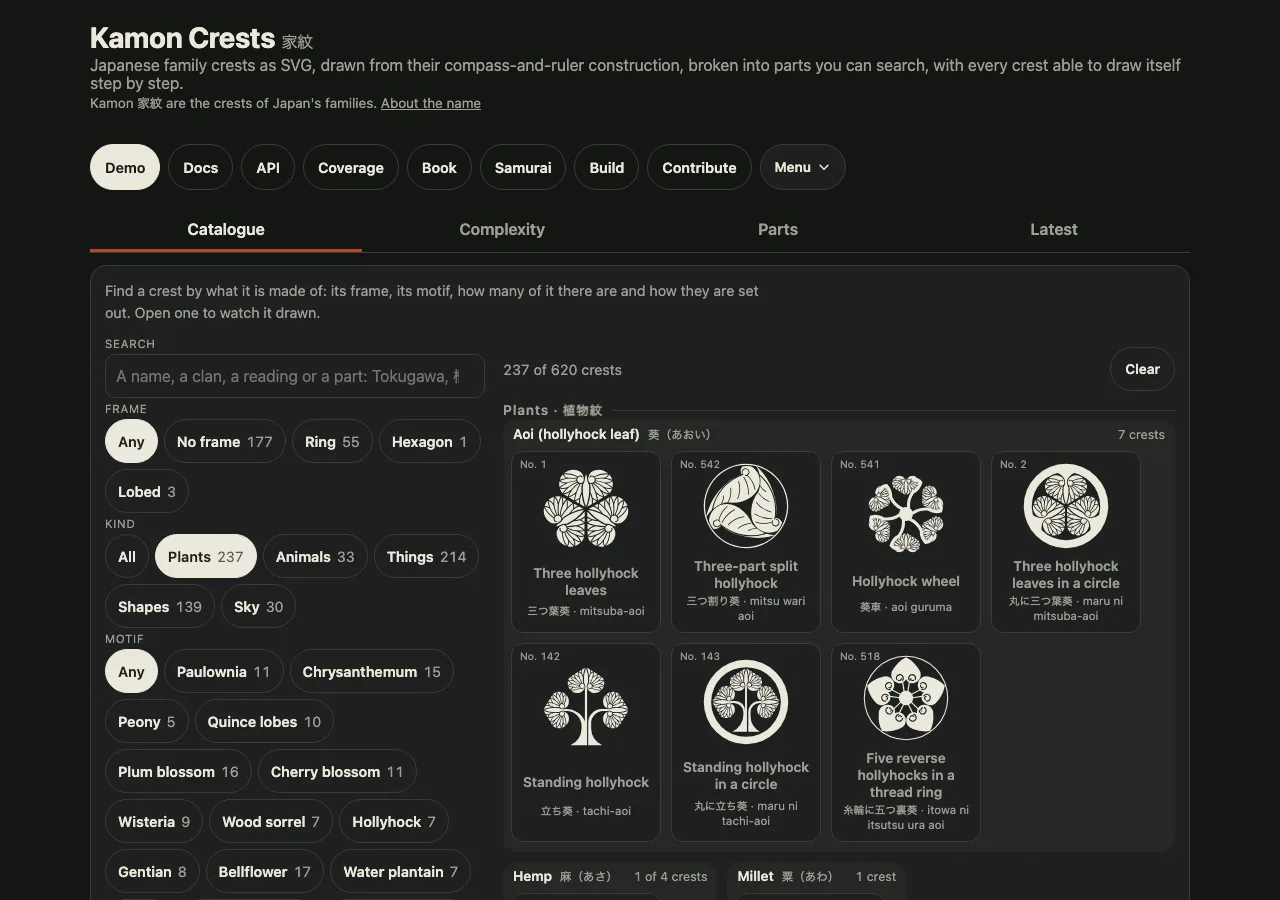 Kamon Crests 家紋
Japanese family crests as SVG, drawn from their compass-and-ruler construction, broken into parts you can search, with every crest able to draw itself
step by step.
Kamon 家紋 are the crests of Japan's families. About the name
Demo
Docs
API
Coverage
Book
Samurai
Build
Contribute
Menu
Catalogue
Complexity
Parts
Latest
Find a crest by what it is made of: its frame, its motif, how many of it there are and how they are set
out. Open one to watch it drawn.
SEARCH
A name, a clan, a reading or a part: Tokugawa,
FRAME
Any
No frame 177
Ring 55
Hexagon 1
Lobed 3
KIND
All
Plants 237
Animals 33
Things 214
Shapes 139
Sky 30
MOTIF
Any
Paulownia 11
Chrysanthemum 15
Peony 5
Quince lobes 10
Plum blossom 16
Cherry blossom 11
Wisteria 9
Wood sorrel 7
Hollyhock 7
Gentian 8
Bellflower 17
Water plantain 7
237 of 620 crests
Clear
Plants · 植物紋
Aoi (hollyhock leaf) 葵（あおい）
7 crests
No. 1
Three hollyhock
leaves
三つ葉葵 · mitsuba-aoi
No. 542
Three-part split
hollyhock
三つ割り葵 · mitsu wari
aoi
No. 541
Hollyhock wheel
葵車 · aoi guruma
No. 2
Three hollyhock
leaves in a circle
丸に三つ葉葵 · maru ni
mitsuba-aoi
No. 142
Standing hollyhock
立ち葵 · tachi-aoi
No. 143
Standing hollyhock
in a circle
丸に立ち葵 · maru ni
tachi-aoi
No. 518
Five reverse
hollyhocks in a
thread ring
糸輪に五つ裏葵 · itowa ni
itsutsu ura aoi
Hemp 麻（あさ）
1 of 4 crests
Millet 粟（あわ）
1 crest